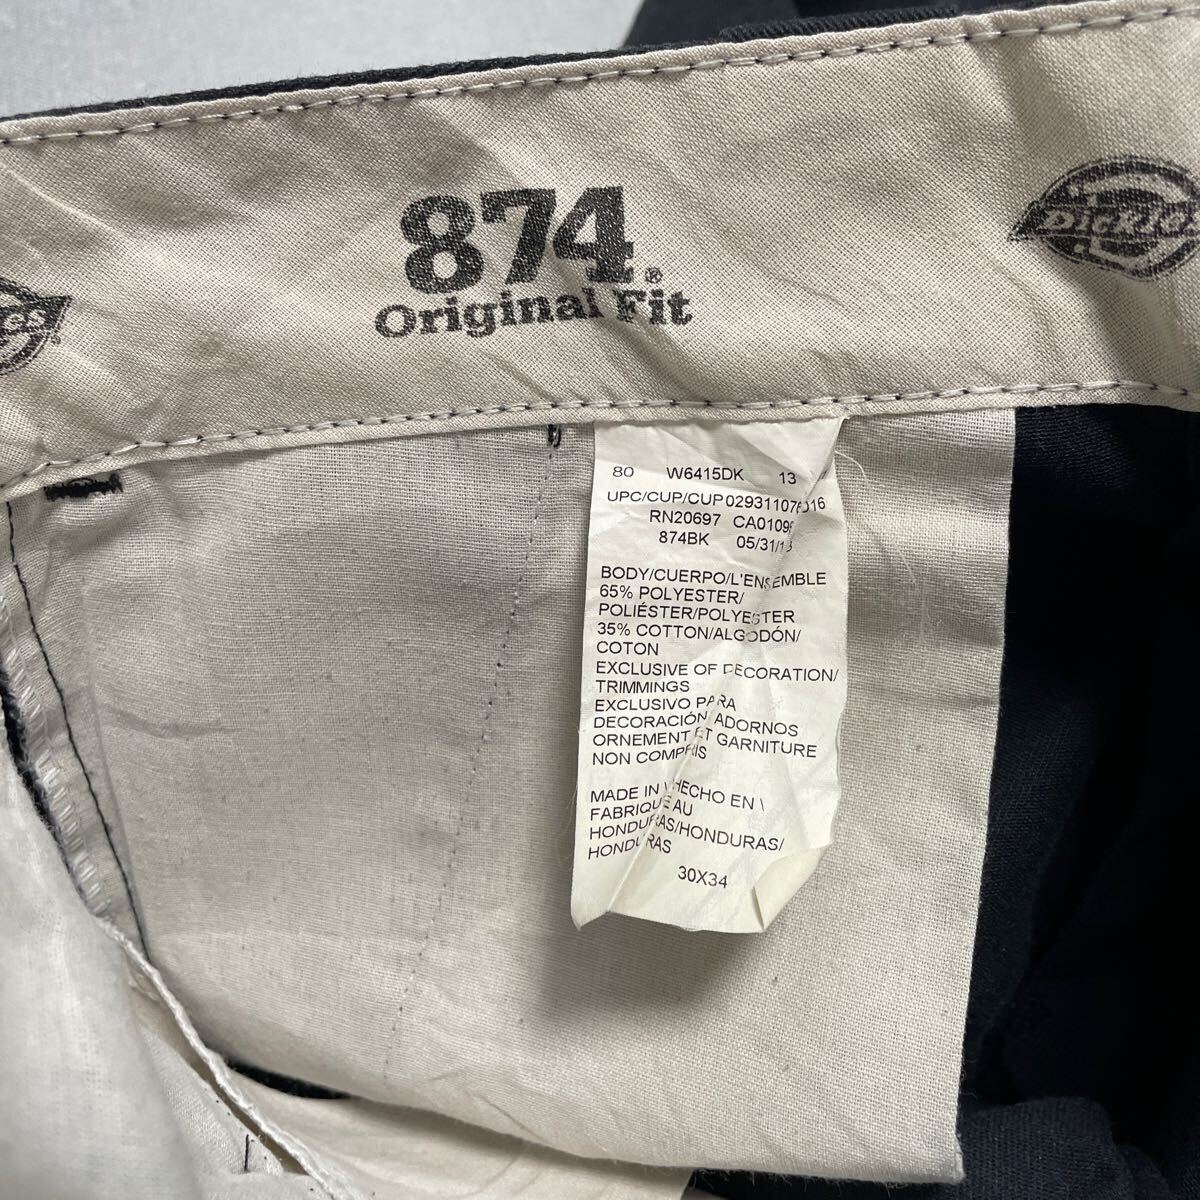 874®
Original Fit
DICKIES
80 W6415DK 13
UPC/CUP/CUP
RN20697
874BK
BODY/CUERPO/L'ENSEMBLE
65% POLYESTER/
POLIÉSTER/POLYESTER
35% COTTON/ALGODÓN/
COTON
EXCLUSIVE OF DECORATION/
TRIMMINGS
EXCLUSIVO PARA
DECORACIÓN ADORNOS
ORNEMENT ET GARNITURE
NON COMPRIS
MADE IN \HECHO EN \
FABRIQUE AU
HONDURAS/HONDURAS/
HONDURAS
30X34